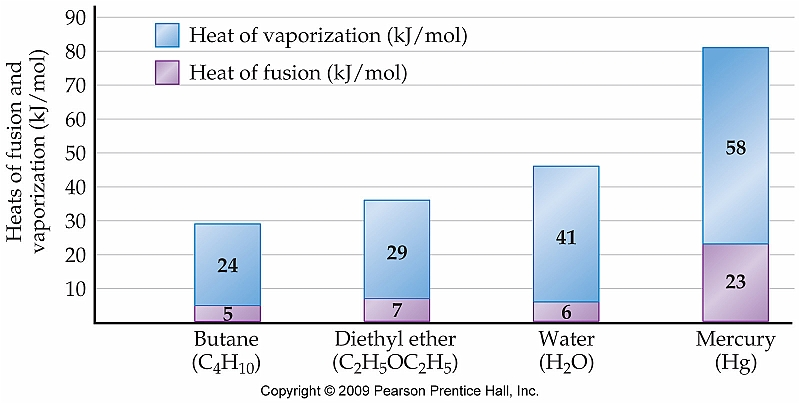 90
80
70
60
50
40
30
20
10
Heats of fusion and
vaporization (kJ/mol)
Heat of vaporization (kJ/mol)
Heat of fusion (kJ/mol)
24
5
29
7
41
6
58
23
Butane
(C₄H₁₀)
Diethyl ether
(C₂H₅OC₂H₅)
Water
(H₂O)
Mercury
(Hg)
Copyright © 2009 Pearson Prentice Hall, Inc.